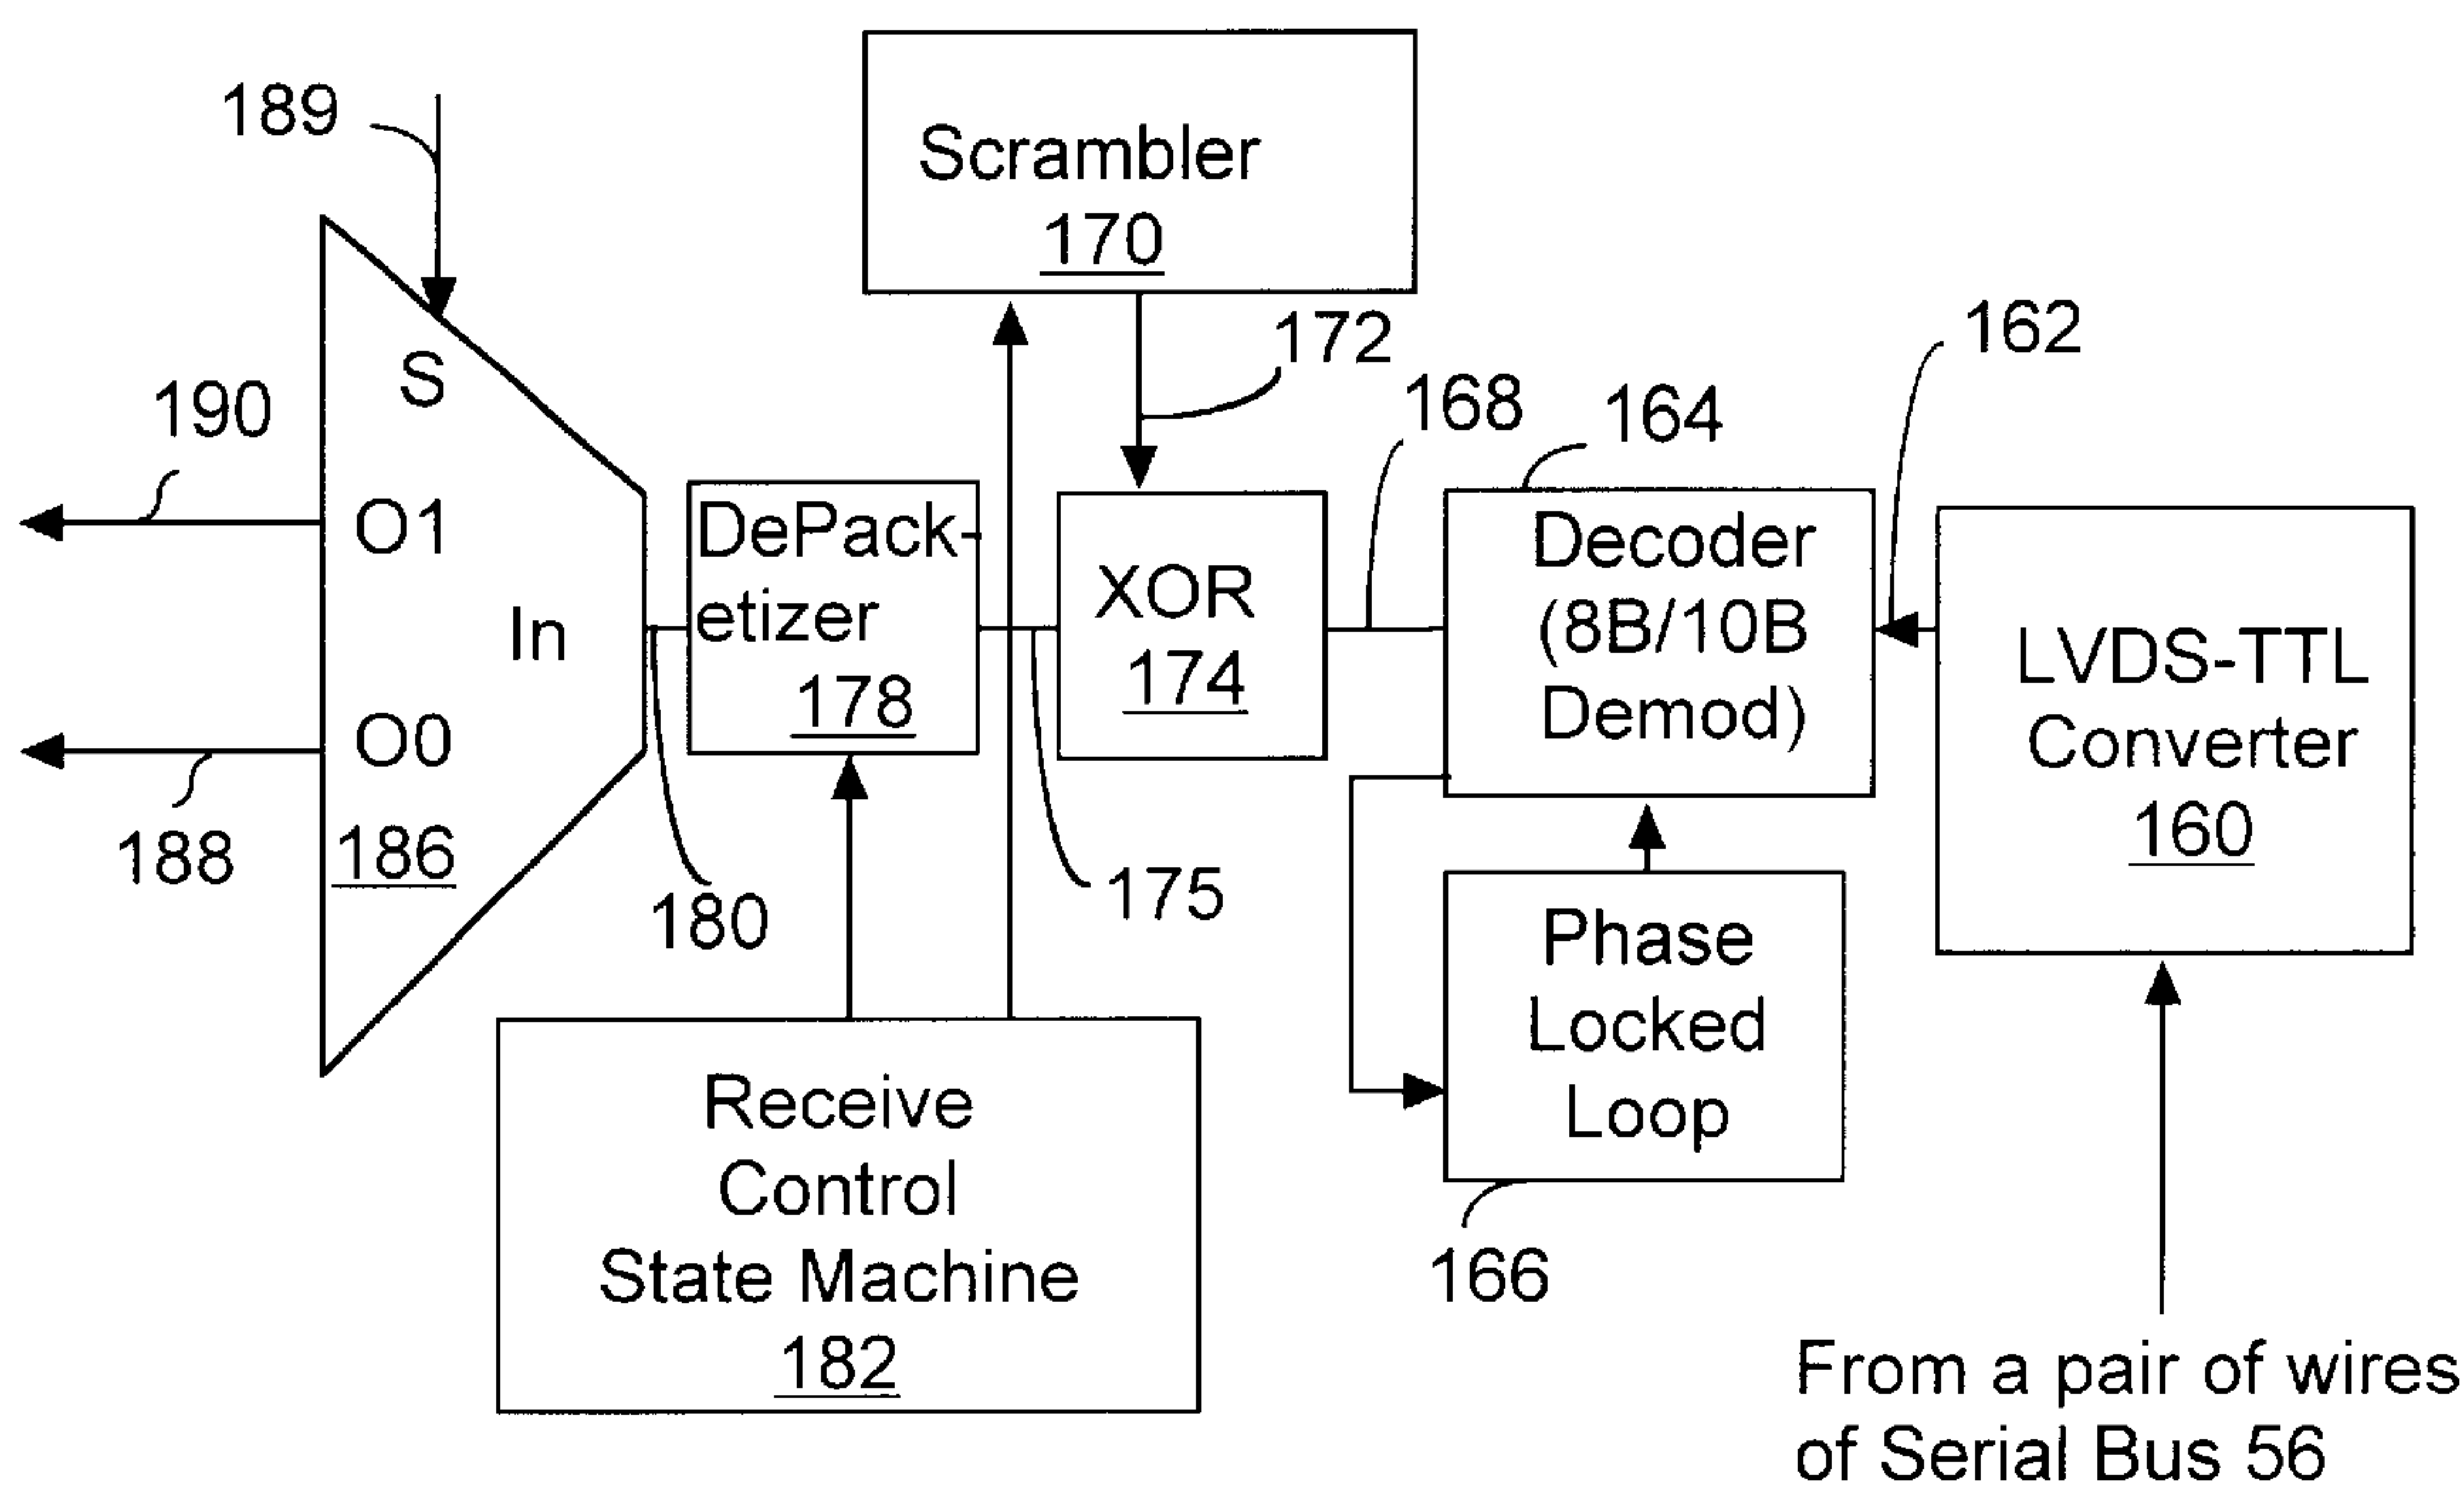 189
Scrambler
170
172
162
S
190
168
164
O1
DePack-
etizer
178
XOR
174
Decoder
(8B/10B
Demod)
LVDS-TTL
Converter
160
In
O0
188
186
180
175
Phase
Locked
Loop
166
Receive
Control
State Machine
182
From a pair of wires
of Serial Bus 56